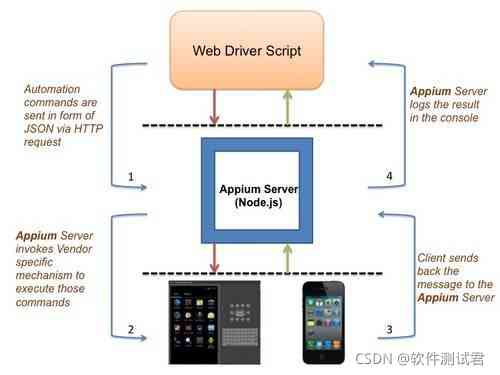 Web Driver Script
Automation
commands are
sent in form of
JSON via HTTP
request
1
Appium Server
logs the result
in the console
4
Appium Server
(Node.js)
Appium Server
invokes Vendor
specific
mechanism to
execute those
commands
2
Client sends
back the
message to the
Appium Server
3
CSDN @软件测试君